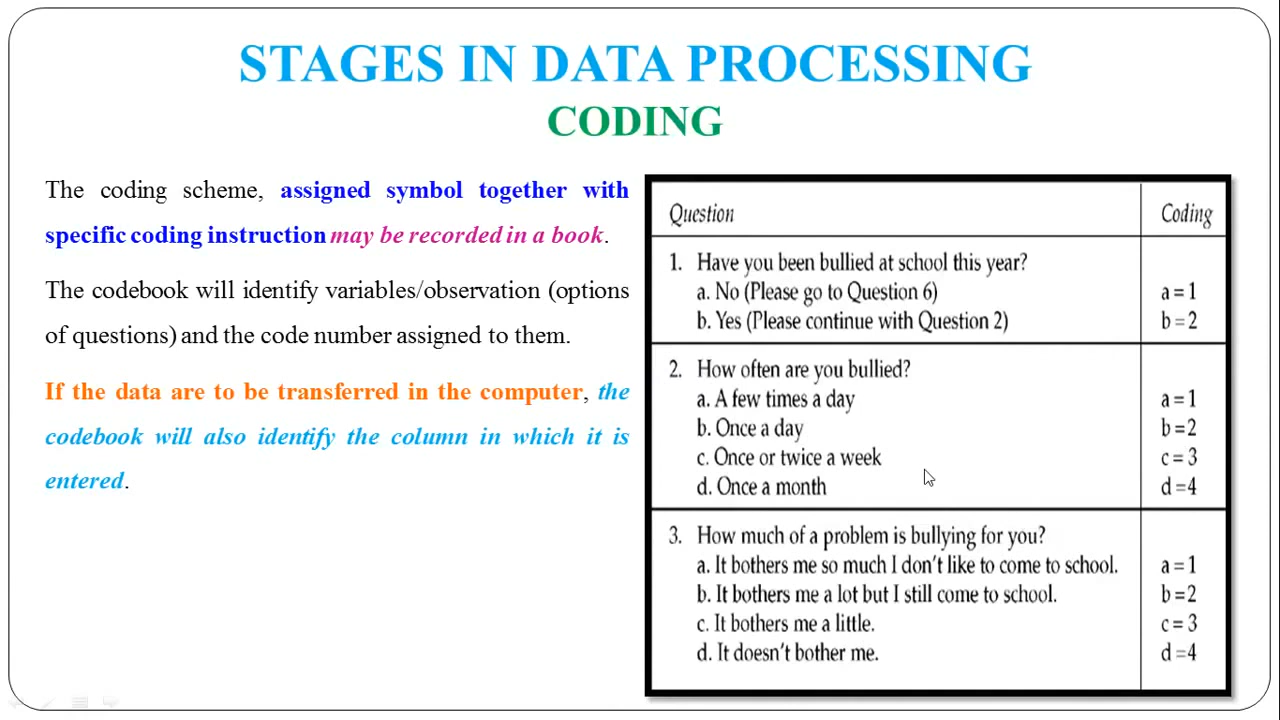 STAGES IN DATA PROCESSING
CODING
The coding scheme, assigned symbol together with
specific coding instruction may be recorded in a book.
The codebook will identify variables/observation (options
of questions) and the code number assigned to them.
If the data are to be transferred in the computer, the
codebook will also identify the column in which it is
entered.
Question Coding
1. Have you been bullied at school this year?
a. No (Please go to Question 6) a = 1
b. Yes (Please continue with Question 2) b = 2
2. How often are you bullied?
a. A few times a day a = 1
b. Once a day b =2
c. Once or twice a week c = 3
d. Once a month d =4
3. How much of a problem is bullying for you?
a. It bothers me so much I don't like to come to school. a = 1
b. It bothers me a lot but I still come to school. b =2
c. It bothers me a little. c = 3
d. It doesn't bother me. d =4